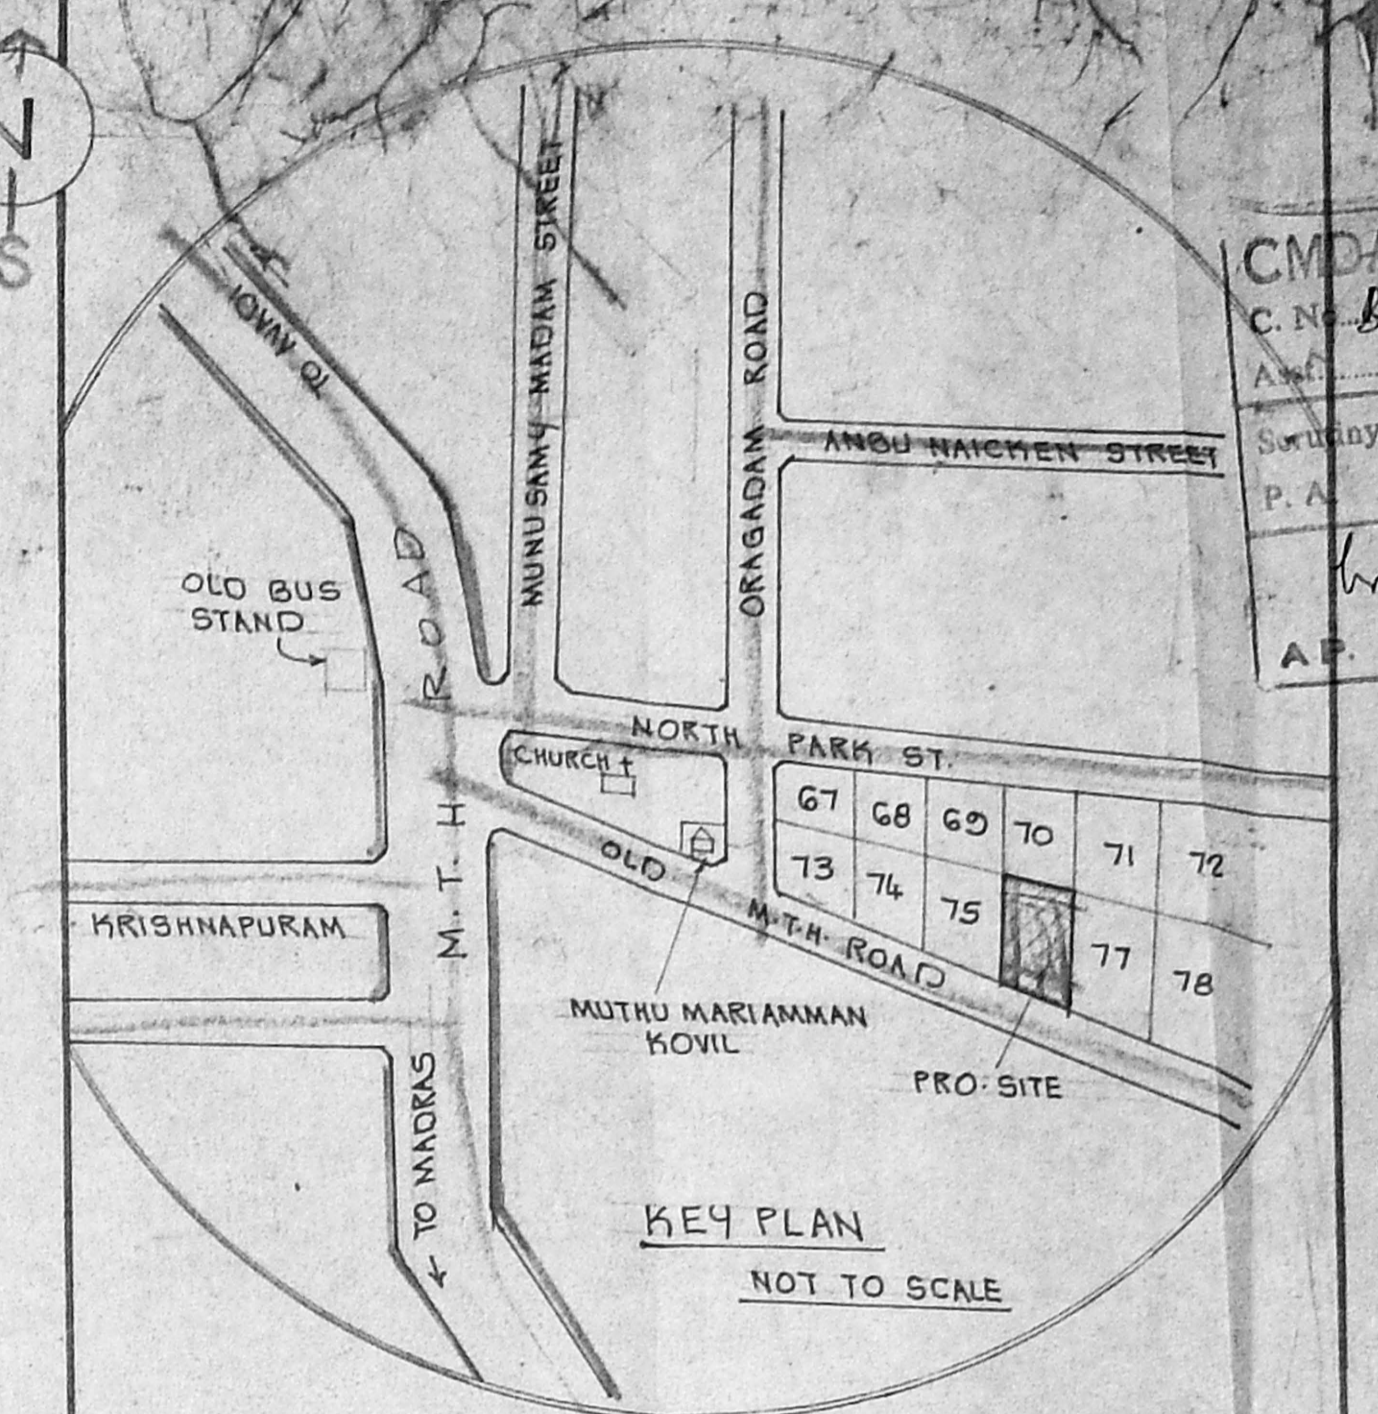 N
S
CMDA
C. No.
Asst.
Scrutiny
P. A.
A P.
TO AVADI
MUNUSAMY MADAM STREET
ORAGADAM ROAD
ANBU NAICKEN STREET
OLD BUS
STAND
M.T.H ROAD
NORTH PARK ST.
CHURCH
67 68 69 70 71 72
73 74 75 77 78
OLD M.T.H. ROAD
KRISHNAPURAM
MUTHU MARIAMMAN
KOVIL
PRO. SITE
TO MADRAS
KEY PLAN
NOT TO SCALE